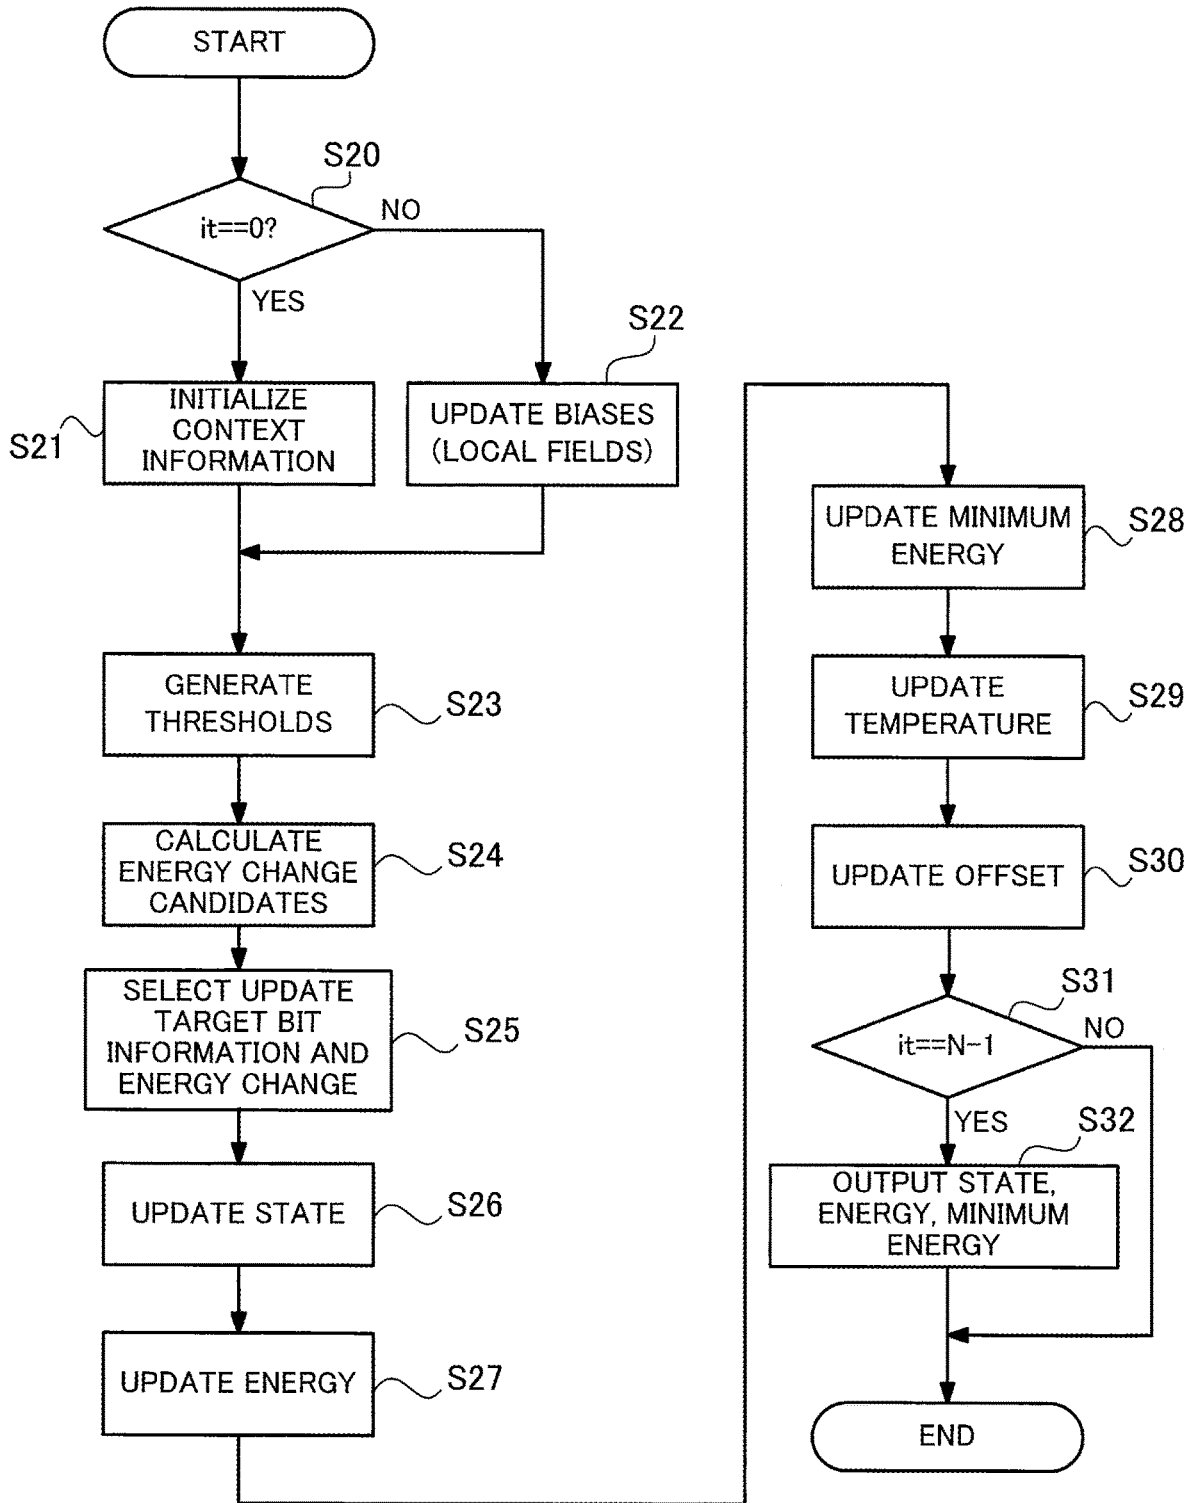 START
S20
it==0?
NO
YES
S22
S21
INITIALIZE
CONTEXT
INFORMATION
UPDATE BIASES
(LOCAL FIELDS)
GENERATE
THRESHOLDS
S23
CALCULATE
ENERGY CHANGE
CANDIDATES
S24
SELECT UPDATE
TARGET BIT
INFORMATION AND
ENERGY CHANGE
S25
UPDATE STATE
S26
UPDATE ENERGY
S27
UPDATE MINIMUM
ENERGY
S28
UPDATE
TEMPERATURE
S29
UPDATE OFFSET
S30
S31
it==N-1
NO
YES
S32
OUTPUT STATE,
ENERGY, MINIMUM
ENERGY
END